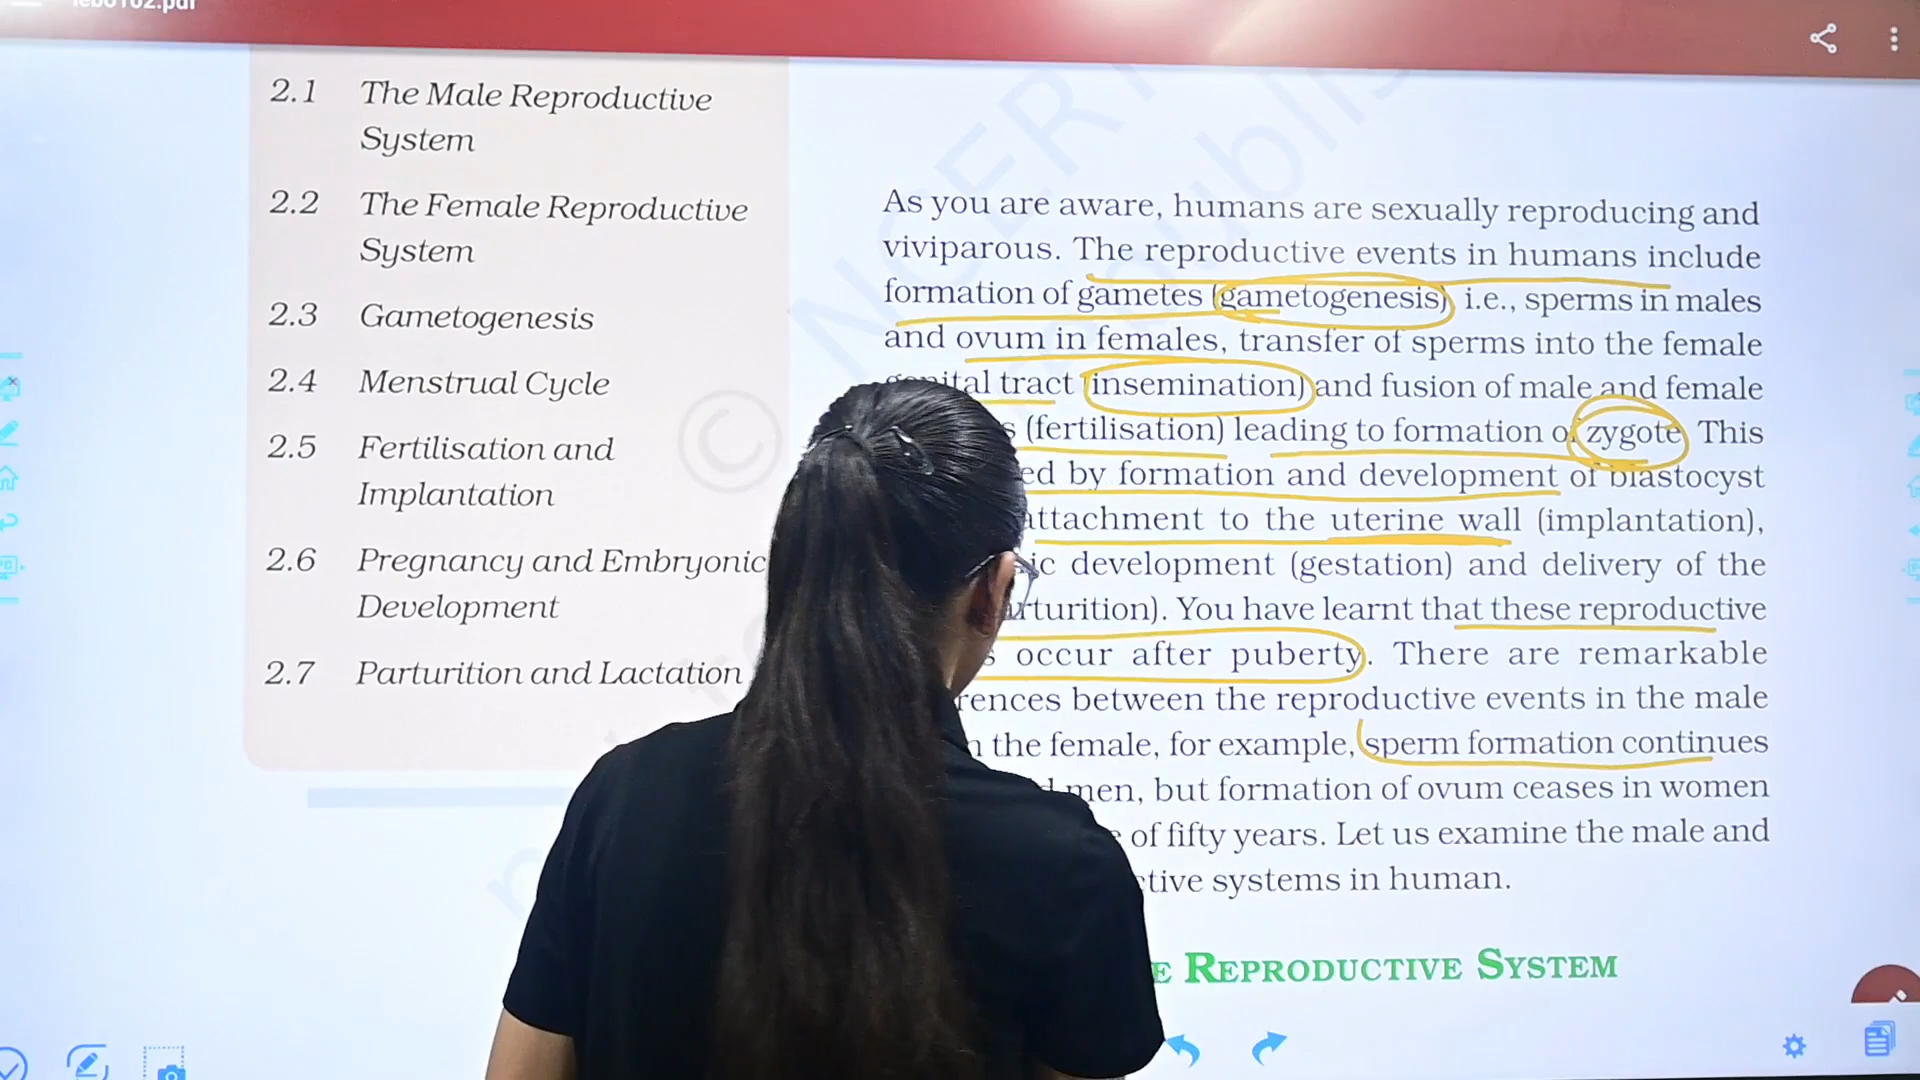 2.1 The Male Reproductive
System
2.2 The Female Reproductive
System
2.3 Gametogenesis
2.4 Menstrual Cycle
2.5 Fertilisation and
Implantation
2.6 Pregnancy and Embryonic
Development
2.7 Parturition and Lactation
As you are aware, humans are sexually reproducing and
viviparous. The reproductive events in humans include
formation of gametes (gametogenesis), i.e., sperms in males
and ovum in females, transfer of sperms into the female
genital tract (insemination) and fusion of male and female
(fertilisation) leading to formation of zygote. This
by formation and development of blastocyst
attachment to the uterine wall (implantation),
development (gestation) and delivery of the
(parturition). You have learnt that these reproductive
occur after puberty. There are remarkable
between the reproductive events in the male
the female, for example, sperm formation continues
men, but formation of ovum ceases in women
of fifty years. Let us examine the male and
systems in human.
REPRODUCTIVE SYSTEM